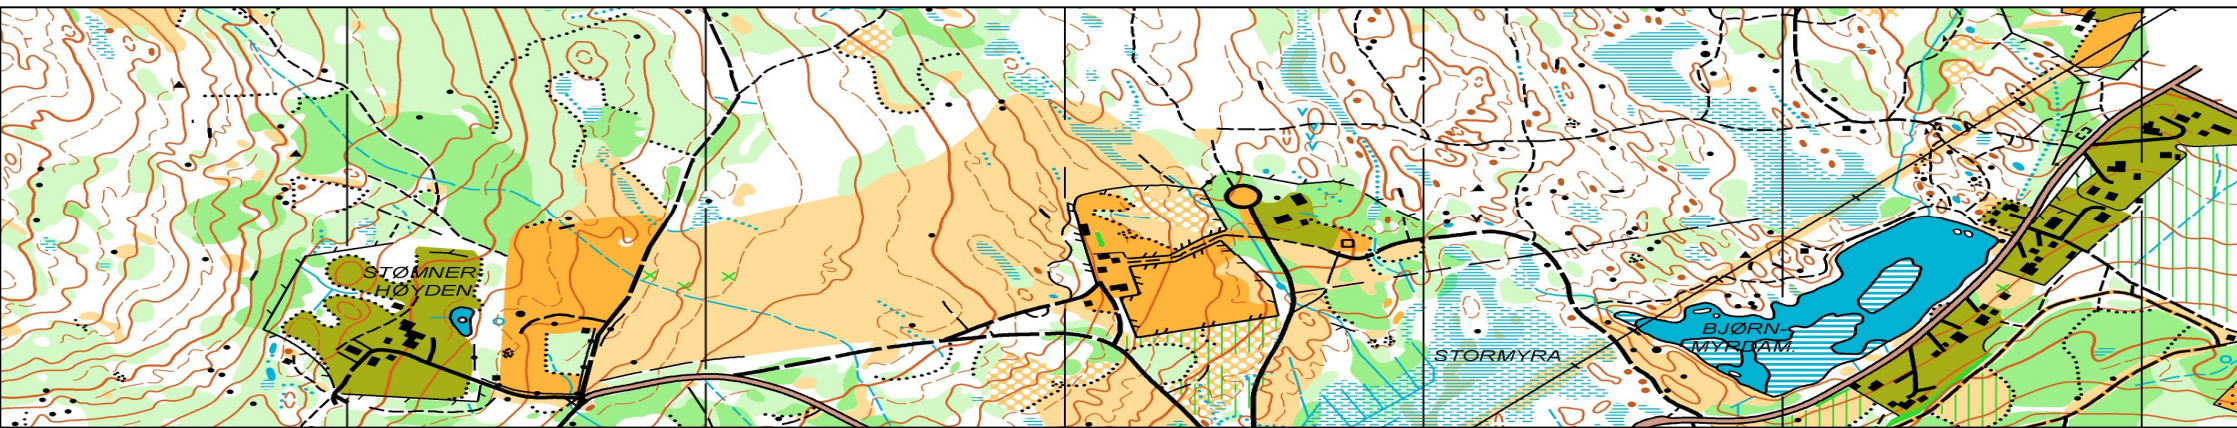 STØMNER
HØYDEN
STORMYRA
BJØRN-
MYRDAM